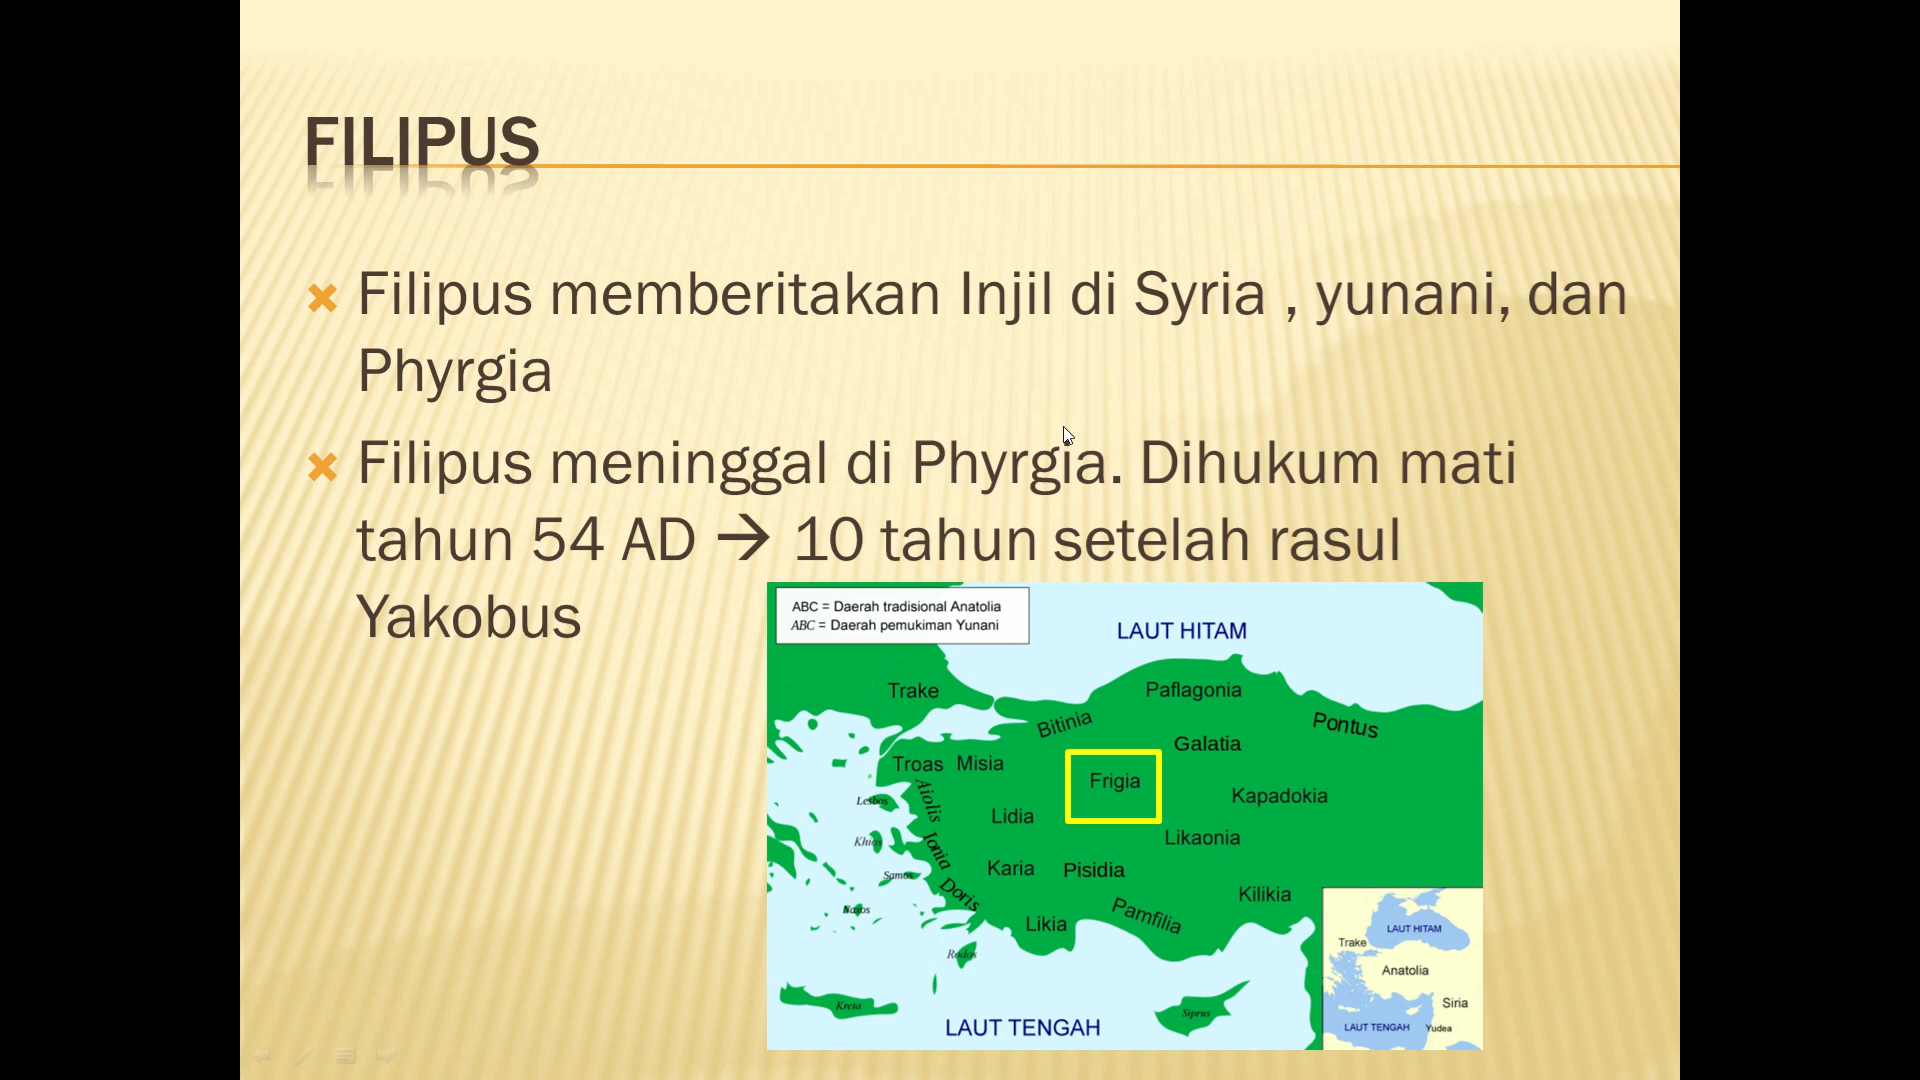 FILIPUS
Filipus memberitakan Injil di Syria , yunani, dan
Phyrgia
Filipus meninggal di Phyrgia. Dihukum mati
tahun 54 AD → 10 tahun setelah rasul
Yakobus
ABC = Daerah tradisional Anatolia
ABC = Daerah pemukiman Yunani
LAUT HITAM
Trake
Paflagonia
Bitinia
Pontus
Galatia
Troas
Misia
Frigia
Aiolis
Lesbos
Kapadokia
Lidia
Likaonia
Khios
Ionia
Karia
Pisidia
Samos
Doris
Kilikia
Naxos
Likia
Pamfilia
Rodos
Kreta
Siprus
LAUT TENGAH
LAUT HITAM
Trake
Anatolia
Siria
LAUT TENGAH
Yudea